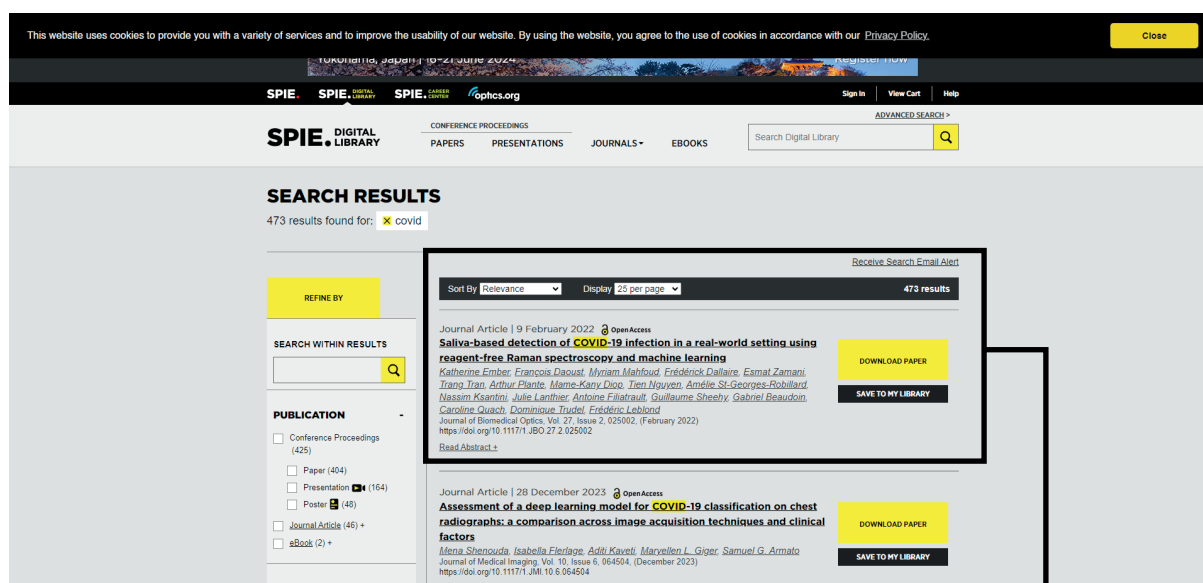 This website uses cookies to provide you with a variety of services and to improve the usability of our website. By using the website, you agree to the use of cookies in accordance with our Privacy Policy.
Close
Yokohama, Japan | 16-21 June 2024
Register now
SPIE. SPIE. DIGITAL LIBRARY SPIE. CAREER CENTER optics.org
Sign In View Cart Help
ADVANCED SEARCH >
SPIE. DIGITAL LIBRARY
CONFERENCE PROCEEDINGS
PAPERS PRESENTATIONS JOURNALS EBOOKS
Search Digital Library
SEARCH RESULTS
473 results found for: × covid
Receive Search Email Alert
Sort By Relevance Display 25 per page 473 results
REFINE BY
SEARCH WITHIN RESULTS
PUBLICATION -
Conference Proceedings
(425)
Paper (404)
Presentation (164)
Poster (48)
Journal Article (46) +
eBook (2) +
Journal Article | 9 February 2022 Open Access
Saliva-based detection of COVID-19 infection in a real-world setting using
reagent-free Raman spectroscopy and machine learning
Katherine Ember, François Daoust, Myriam Mahfoud, Frédérick Dallaire, Esmat Zamani,
Trang Tran, Arthur Plante, Mame-Kany Diop, Tien Nguyen, Amélie St-Georges-Robillard,
Nassim Ksantini, Julie Lanthier, Antoine Filiatrault, Guillaume Sheehy, Gabriel Beaudoin,
Caroline Quach, Dominique Trudel, Frédéric Leblond
Journal of Biomedical Optics, Vol. 27, Issue 2, 025002, (February 2022)
https://doi.org/10.1117/1.JBO.27.2.025002
Read Abstract +
DOWNLOAD PAPER
SAVE TO MY LIBRARY
Journal Article | 28 December 2023 Open Access
Assessment of a deep learning model for COVID-19 classification on chest
radiographs: a comparison across image acquisition techniques and clinical
factors
Mena Shenouda, Isabella Flerlage, Aditi Kaveti, Maryellen L. Giger, Samuel G. Armato
Journal of Medical Imaging, Vol. 10, Issue 6, 064504, (December 2023)
https://doi.org/10.1117/1.JMI.10.6.064504
DOWNLOAD PAPER
SAVE TO MY LIBRARY